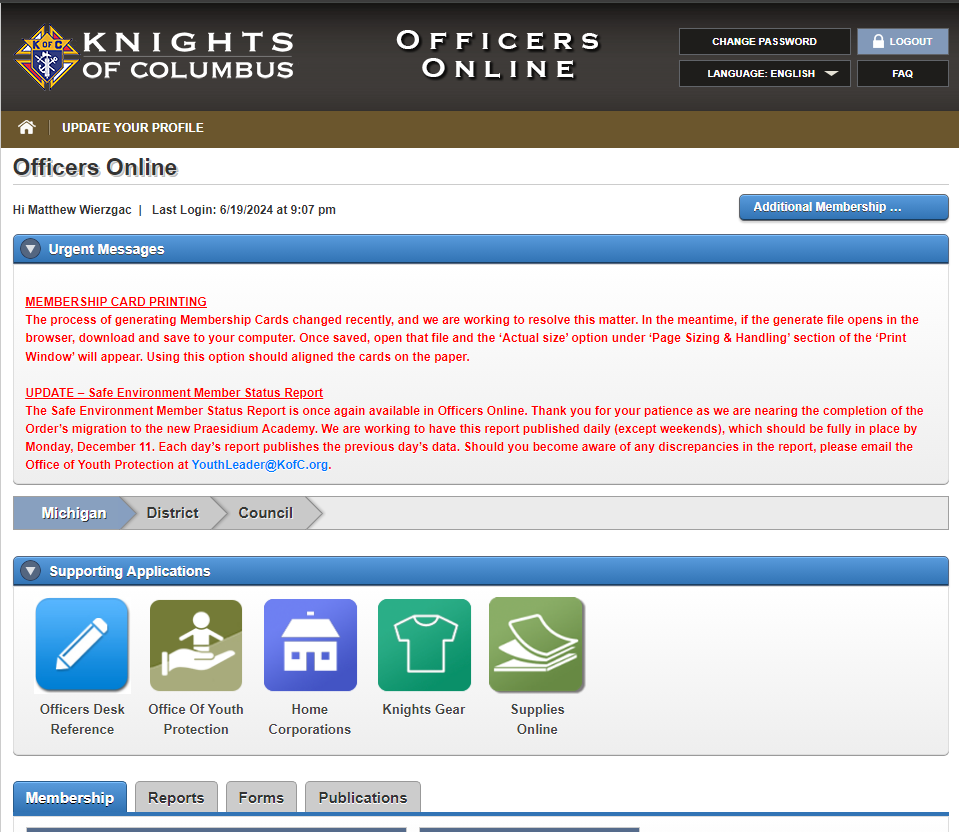 K OF C
KNIGHTS
OF COLUMBUS
OFFICERS
ONLINE
CHANGE PASSWORD
LOGOUT
LANGUAGE: ENGLISH
FAQ
UPDATE YOUR PROFILE
Officers Online
Hi Matthew Wierzgac | Last Login: 6/19/2024 at 9:07 pm
Additional Membership ...
Urgent Messages
MEMBERSHIP CARD PRINTING
The process of generating Membership Cards changed recently, and we are working to resolve this matter. In the meantime, if the generate file opens in the
browser, download and save to your computer. Once saved, open that file and the ‘Actual size’ option under ‘Page Sizing & Handling’ section of the ‘Print
Window’ will appear. Using this option should aligned the cards on the paper.
UPDATE – Safe Environment Member Status Report
The Safe Environment Member Status Report is once again available in Officers Online. Thank you for your patience as we are nearing the completion of the
Order’s migration to the new Praesidium Academy. We are working to have this report published daily (except weekends), which should be fully in place by
Monday, December 11. Each day’s report publishes the previous day’s data. Should you become aware of any discrepancies in the report, please email the
Office of Youth Protection at YouthLeader@KofC.org.
Michigan District Council
Supporting Applications
Officers Desk
Reference
Office Of Youth
Protection
Home
Corporations
Knights Gear
Supplies
Online
Membership Reports Forms Publications